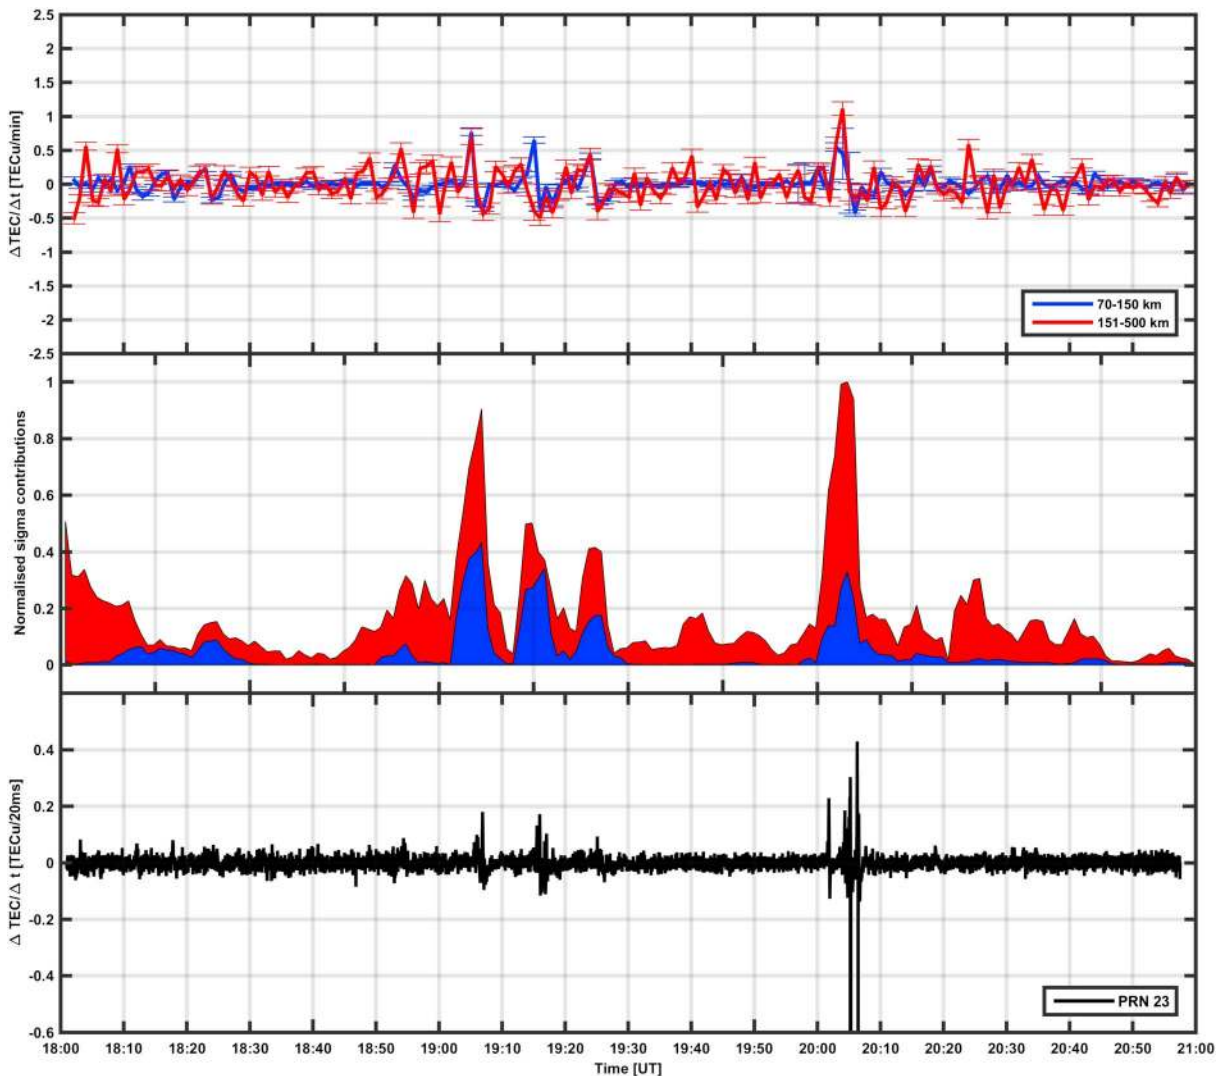 2.5
2
1.5
1
0.5
0
-0.5
-1
-1.5
-2
-2.5
ΔTEC/Δt [TECu/min]
70-150 km
151-500 km
1
0.8
0.6
0.4
0.2
0
Normalised sigma contributions
0.4
0.2
0
-0.2
-0.4
-0.6
Δ TEC/Δ t [TECu/20ms]
PRN 23
18:00 18:10 18:20 18:30 18:40 18:50 19:00 19:10 19:20 19:30 19:40 19:50 20:00 20:10 20:20 20:30 20:40 20:50 21:00
Time [UT]